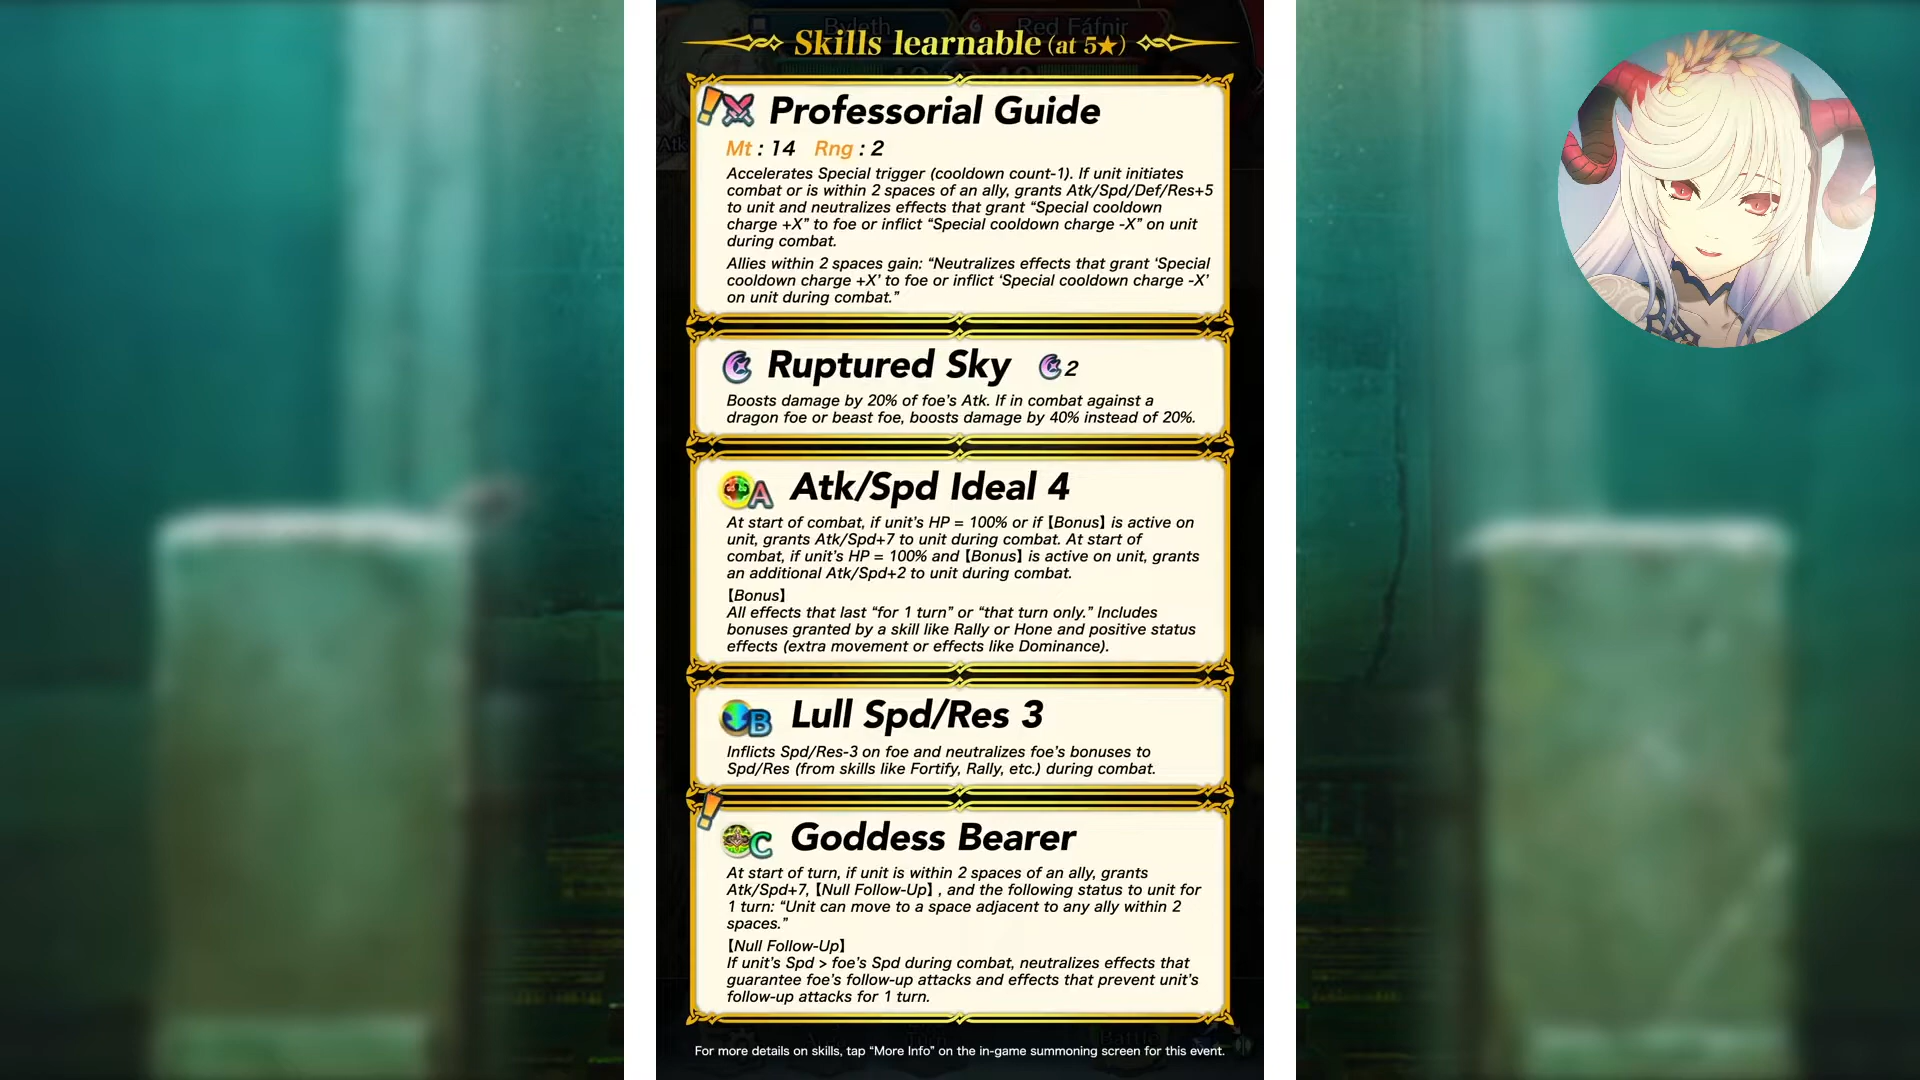 Byleth Red Fáfnir
Skills learnable (at 5★)
Atk
Professorial Guide
Mt : 14 Rng : 2
Accelerates Special trigger (cooldown count-1). If unit initiates
combat or is within 2 spaces of an ally, grants Atk/Spd/Def/Res+5
to unit and neutralizes effects that grant “Special cooldown
charge +X” to foe or inflict “Special cooldown charge -X” on unit
during combat.
Allies within 2 spaces gain: “Neutralizes effects that grant ‘Special
cooldown charge +X’ to foe or inflict ‘Special cooldown charge -X’
on unit during combat.”
Ruptured Sky 2
Boosts damage by 20% of foe’s Atk. If in combat against a
dragon foe or beast foe, boosts damage by 40% instead of 20%.
A Atk/Spd Ideal 4
At start of combat, if unit’s HP = 100% or if【Bonus】is active on
unit, grants Atk/Spd+7 to unit during combat. At start of
combat, if unit’s HP = 100% and【Bonus】is active on unit, grants
an additional Atk/Spd+2 to unit during combat.
【Bonus】
All effects that last “for 1 turn” or “that turn only.” Includes
bonuses granted by a skill like Rally or Hone and positive status
effects (extra movement or effects like Dominance).
B Lull Spd/Res 3
Inflicts Spd/Res-3 on foe and neutralizes foe’s bonuses to
Spd/Res (from skills like Fortify, Rally, etc.) during combat.
C Goddess Bearer
At start of turn, if unit is within 2 spaces of an ally, grants
Atk/Spd+7,【Null Follow-Up】, and the following status to unit for
1 turn: “Unit can move to a space adjacent to any ally within 2
spaces.”
【Null Follow-Up】
If unit’s Spd > foe’s Spd during combat, neutralizes effects that
guarantee foe’s follow-up attacks and effects that prevent unit’s
follow-up attacks for 1 turn.
For more details on skills, tap “More Info” on the in-game summoning screen for this event.